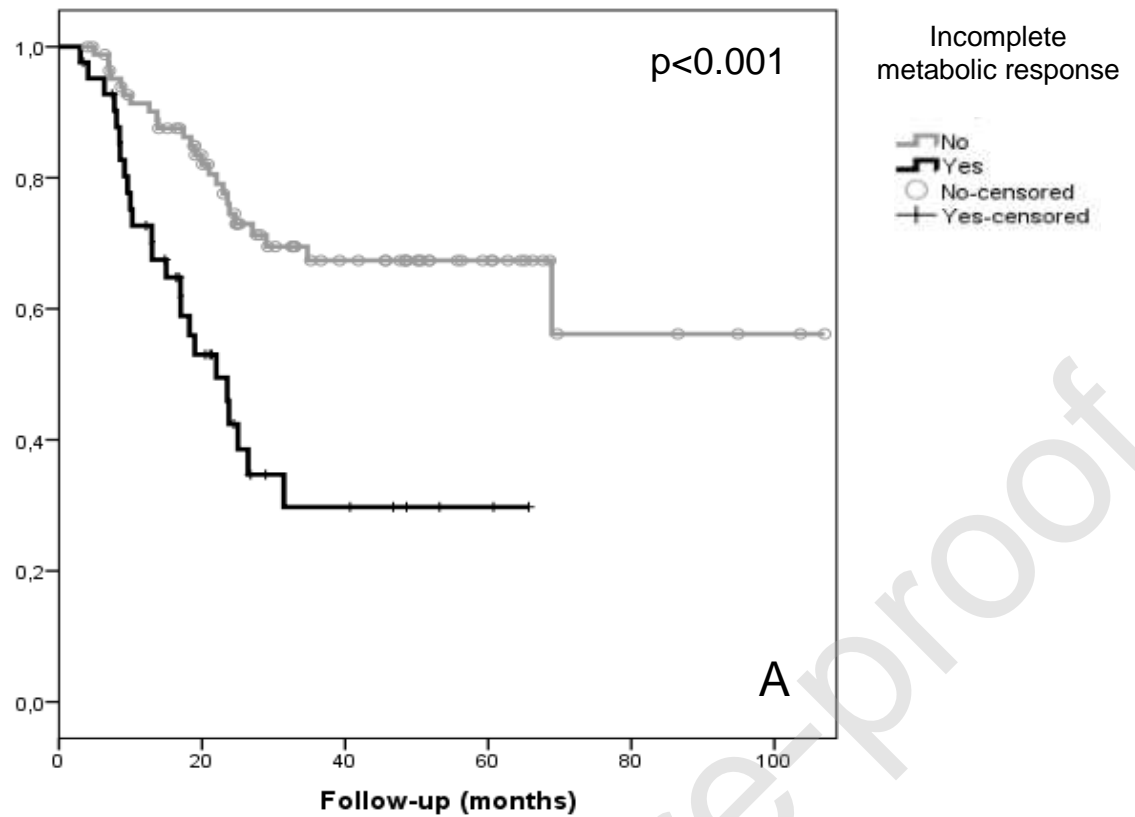 1,0
0,8
0,6
0,4
0,2
0,0
p<0.001
A
0 20 40 60 80 100
Follow-up (months)
Incomplete
metabolic response
No
Yes
No-censored
Yes-censored
e-proof